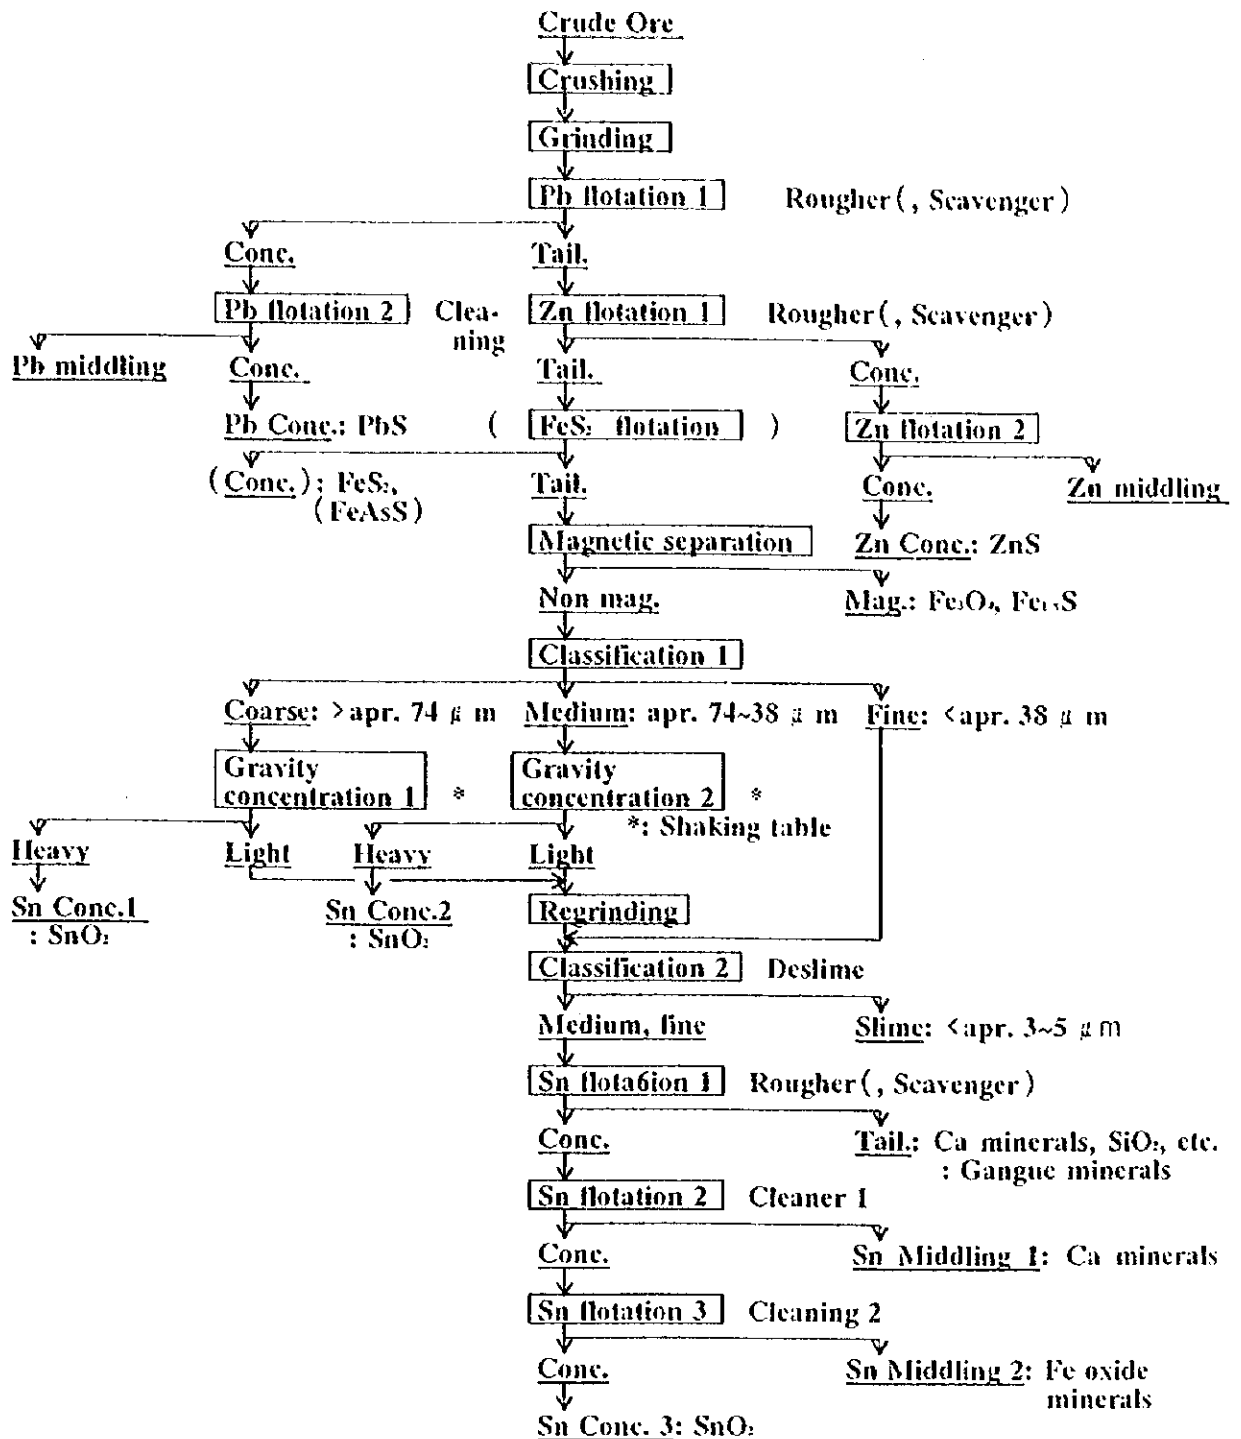 Crude Ore
Crushing
Grinding
Pb flotation 1 Rougher(, Scavenger)
Conc. Tail.
Pb flotation 2 Clea-
ning Zn flotation 1 Rougher(, Scavenger)
Pb middling Conc. Tail. Conc.
Pb Conc.: PbS ( FeS₂ flotation ) Zn flotation 2
(Conc.): FeS₂,
(FeAsS) Tail. Conc. Zn middling
Magnetic separation Zn Conc.: ZnS
Non mag. Mag.: Fe₃O₄,
Classification 1
Coarse: >apr. 74 μ m Medium: apr. 74~38 μ m Fine: <apr. 38 μ m
Gravity
concentration 1 *
Gravity
concentration 2 *
*: Shaking table
Heavy Light Heavy Light
Sn Conc.1
: SnO₂
Sn Conc.2
: SnO₂
Regrinding
Classification 2 Deslime
Medium, fine Slime: <apr. 3~5 μ m
Sn flota6ion 1 Rougher(, Scavenger)
Conc. Tail.: Ca minerals, SiO₂, etc.
: Gangue minerals
Sn flotation 2 Cleaner 1
Conc. Sn Middling 1: Ca minerals
Sn flotation 3 Cleaning 2
Conc. Sn Middling 2: Fe oxide
minerals
Sn Conc. 3: SnO₂